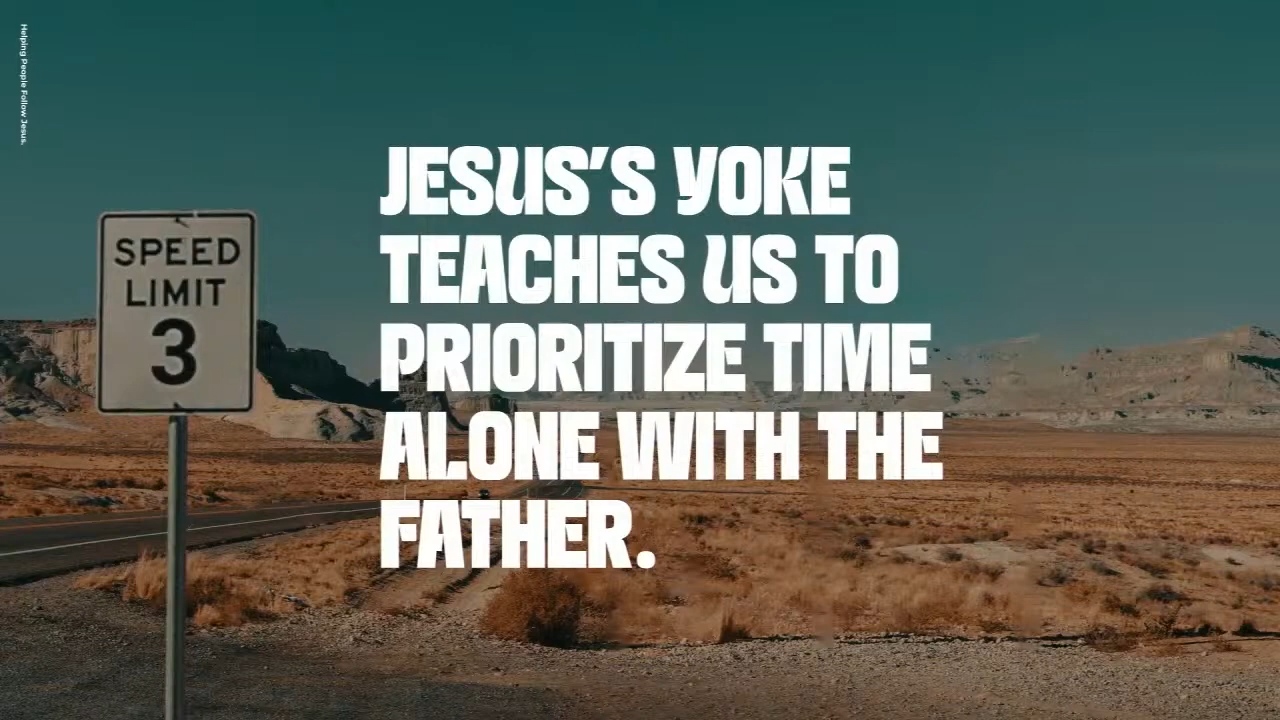 Helping People Follow Jesus.
SPEED
LIMIT
3
JESUS'S YOKE
TEACHES US TO
PRIORITIZE TIME
ALONE WITH THE
FATHER.